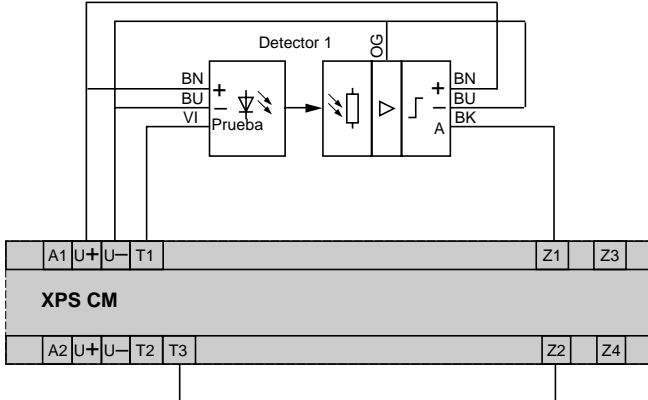 Detector 1
OG
BN + + BN
BU − − BU
VI Prueba A BK
A1 U+ U− T1 Z1 Z3
XPS CM
A2 U+ U− T2 T3 Z2 Z4